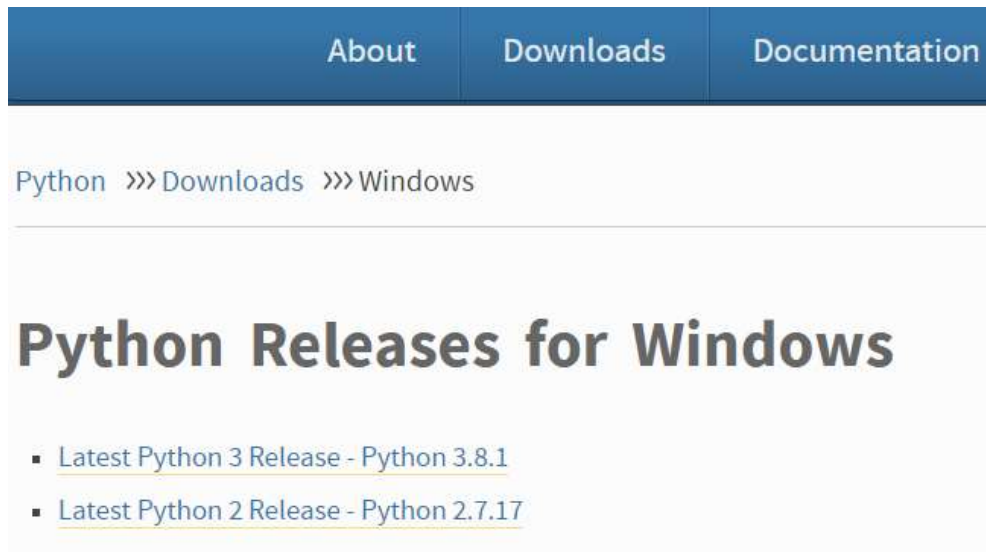 About Downloads Documentation
Python >>> Downloads >>> Windows
Python Releases for Windows
Latest Python 3 Release - Python 3.8.1
Latest Python 2 Release - Python 2.7.17